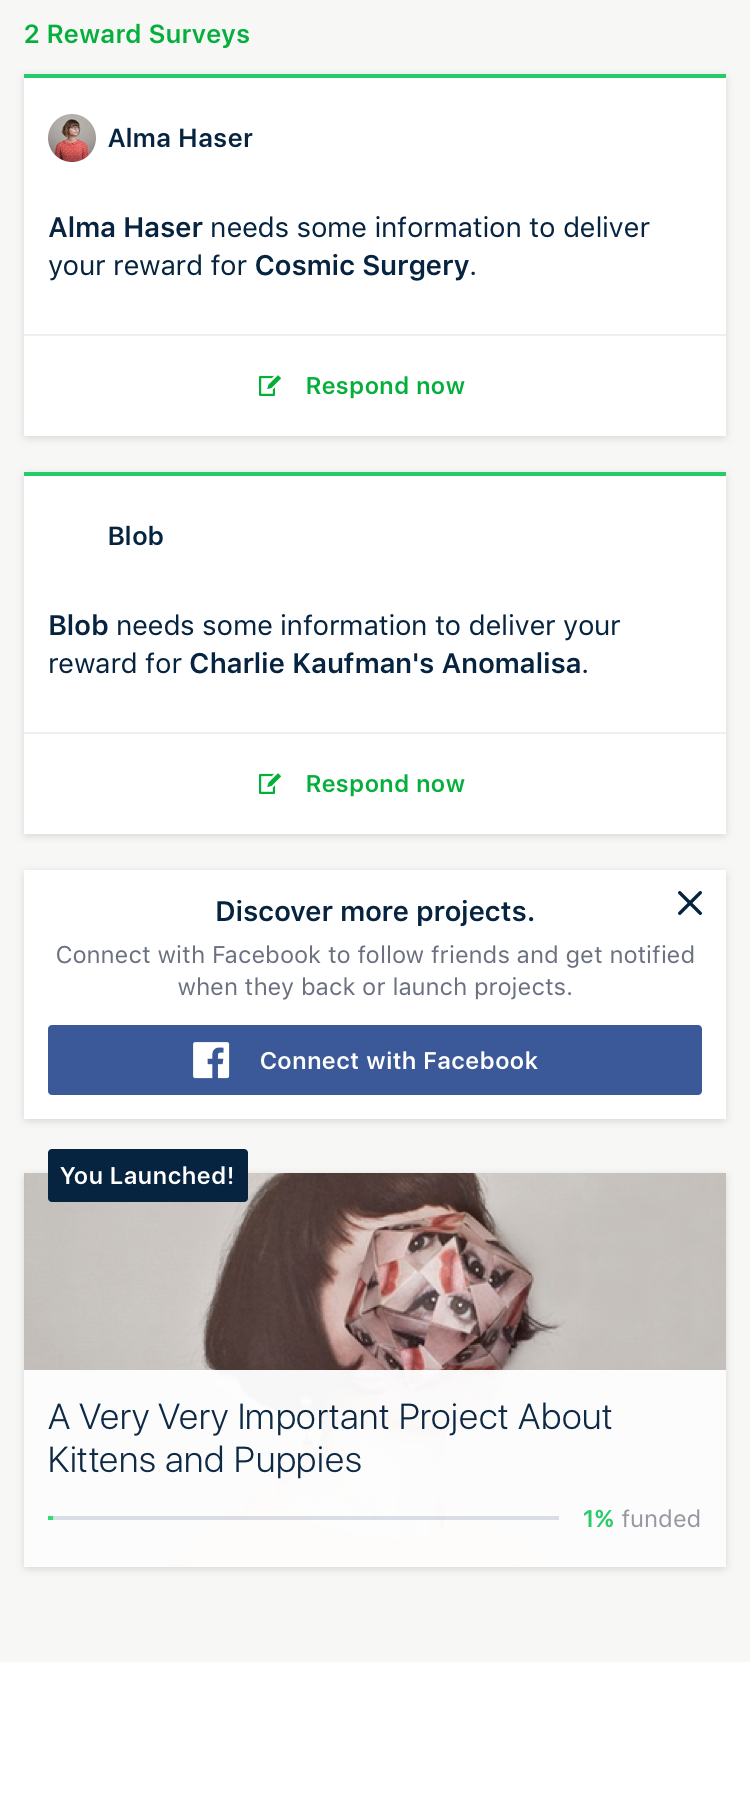 2 Reward Surveys
Alma Haser
Alma Haser needs some information to deliver
your reward for Cosmic Surgery.
Respond now
Blob
Blob needs some information to deliver your
reward for Charlie Kaufman's Anomalisa.
Respond now
Discover more projects.
Connect with Facebook to follow friends and get notified
when they back or launch projects.
Connect with Facebook
You Launched!
A Very Very Important Project About
Kittens and Puppies
1% funded